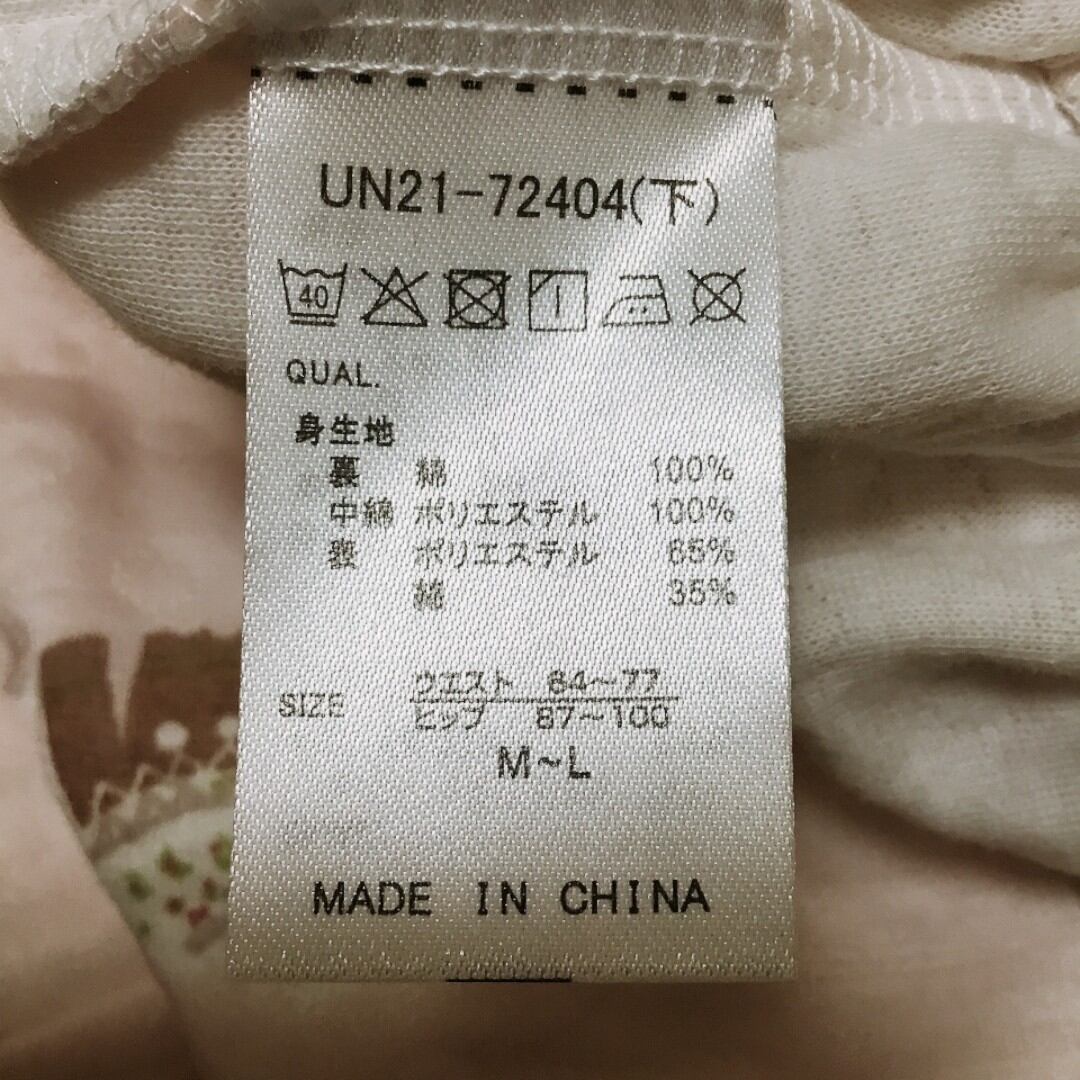 UN21-72404(下)
40
QUAL.
身生地
裏 綿 100%
中綿 ポリエステル 100%
表 ポリエステル 65%
綿 35%
SIZE ウエスト 64～77
ヒップ 87～100
M~L
MADE IN CHINA